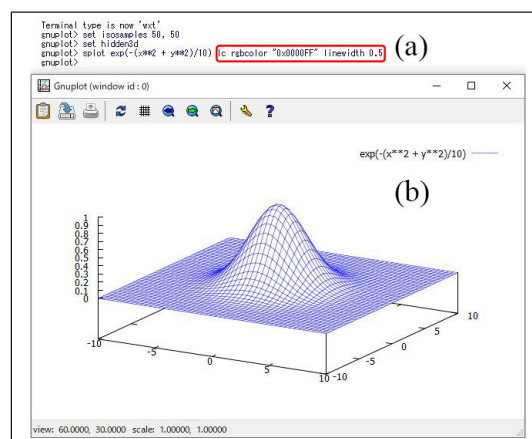 Terminal type is now 'wxt'
gnuplot> set isosamples 50, 50
gnuplot> set hidden3d
gnuplot> splot exp(-(x**2 + y**2)/10) lc rgbcolor "0x0000FF" linewidth 0.5
gnuplot>
(a)
Gnuplot (window id : 0)
exp(-(x**2 + y**2)/10)
(b)
1
0.9
0.8
0.7
0.6
0.5
0.4
0.3
0.2
0.1
0
-10
-5
0
5
10
-10
-5
0
5
10
view: 60.0000, 30.0000 scale: 1.00000, 1.00000